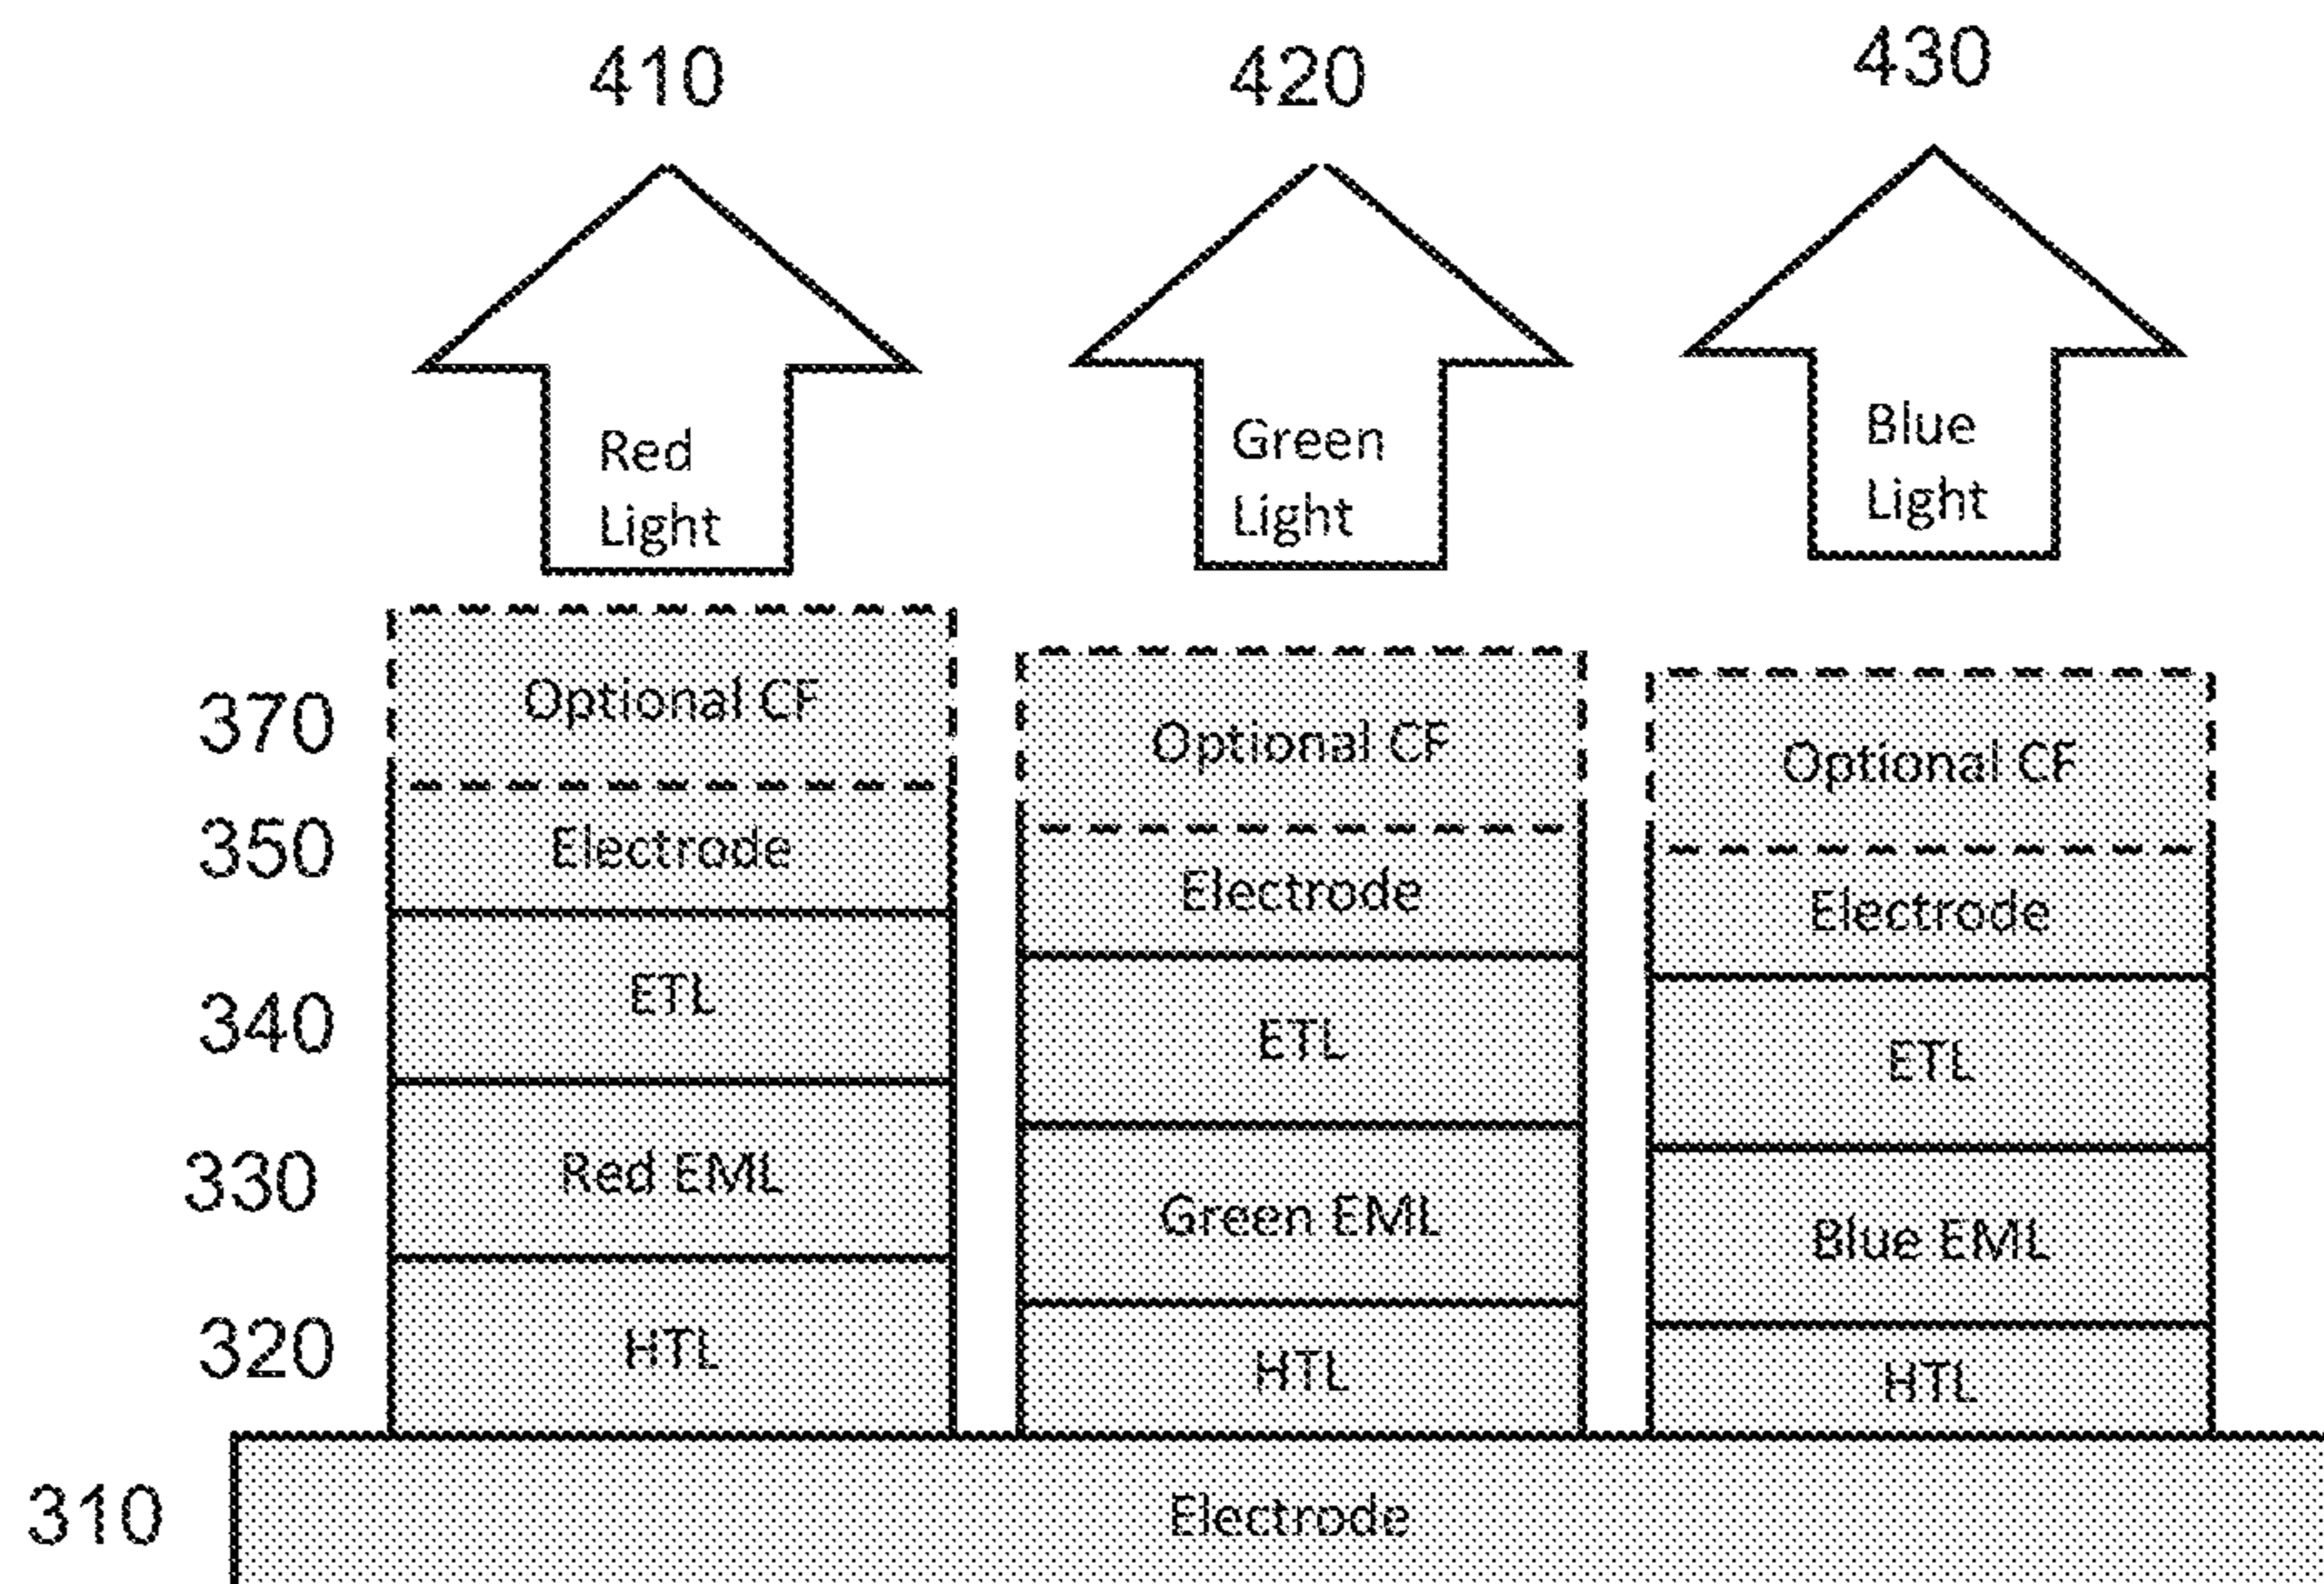 410
420
430
Red
Light
Green
Light
Blue
Light
370
Optional CF
Optional CF
Optional CF
350
Electrode
Electrode
Electrode
340
ETL
ETL
ETL
330
Red EML
Green EML
Blue EML
320
HTL
HTL
HTL
310
Electrode